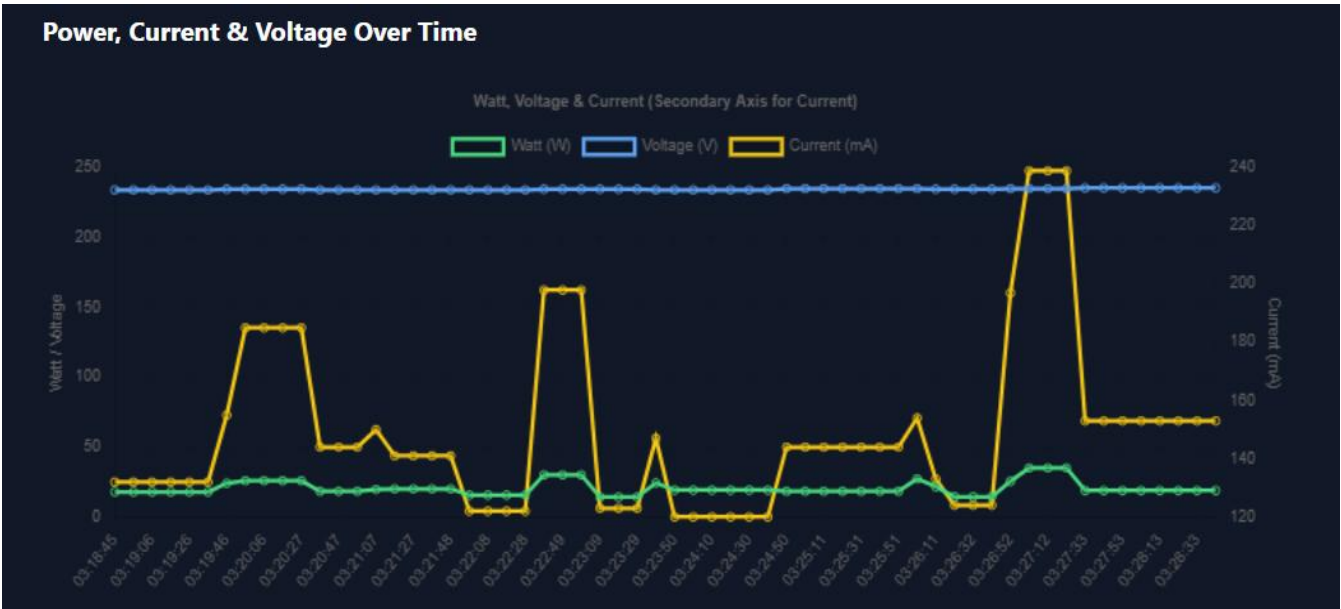 Power, Current & Voltage Over Time
Watt, Voltage & Current (Secondary Axis for Current)
Watt (W) Voltage (V) Current (mA)
250 240
200 220
150 200
100 180
50 160
0 140
120
Watt / Voltage
Current (mA)
03:18:45 03:19:06 03:19:26 03:19:46 03:20:06 03:20:27 03:20:47 03:21:07 03:21:27 03:21:48 03:22:08 03:22:28 03:22:49 03:23:09 03:23:29 03:23:50 03:24:10 03:24:30 03:24:50 03:25:11 03:25:31 03:25:51 03:26:11 03:26:32 03:26:52 03:27:12 03:27:33 03:27:53 03:28:13 03:28:33